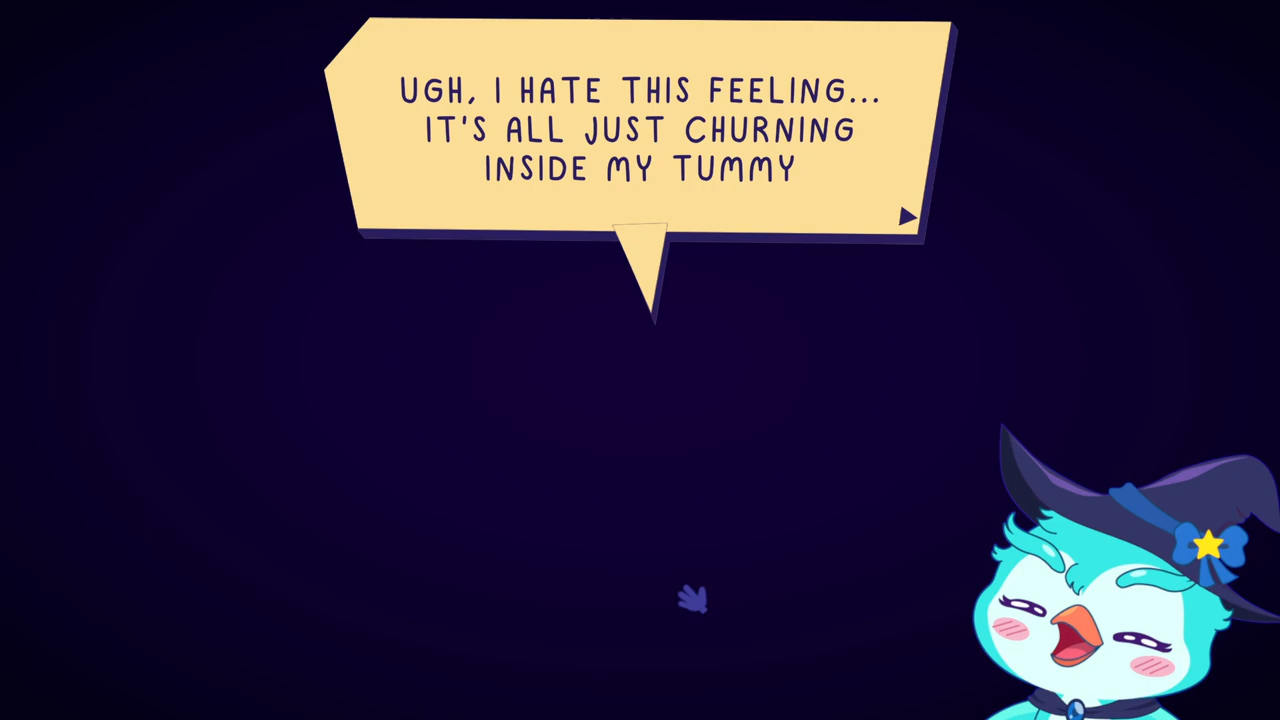 UGH, I HATE THIS FEELING...
IT'S ALL JUST CHURNING
INSIDE MY TUMMY